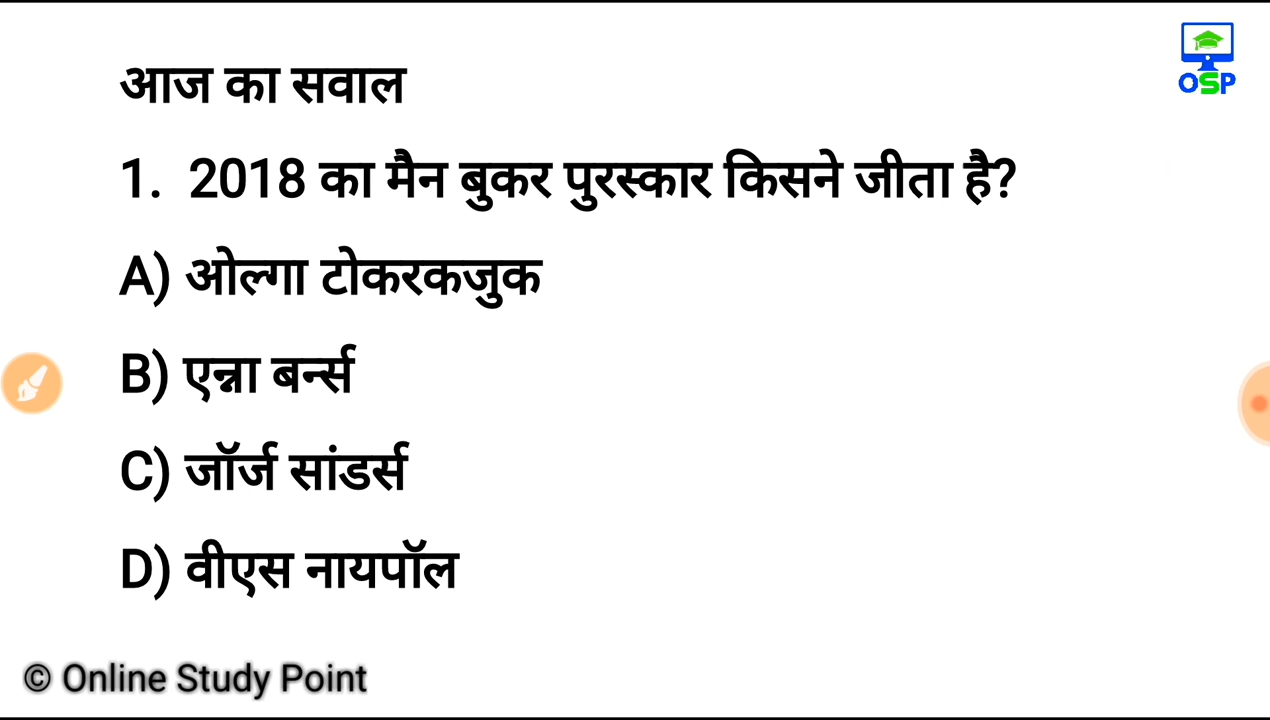 OSP
आज का सवाल
1. 2018 का मैन बुकर पुरस्कार किसने जीता है?
A) ओल्गा टोकरकजुक
B) एन्ना बर्न्स
C) जॉर्ज सांडर्स
D) वीएस नायपॉल
© Online Study Point